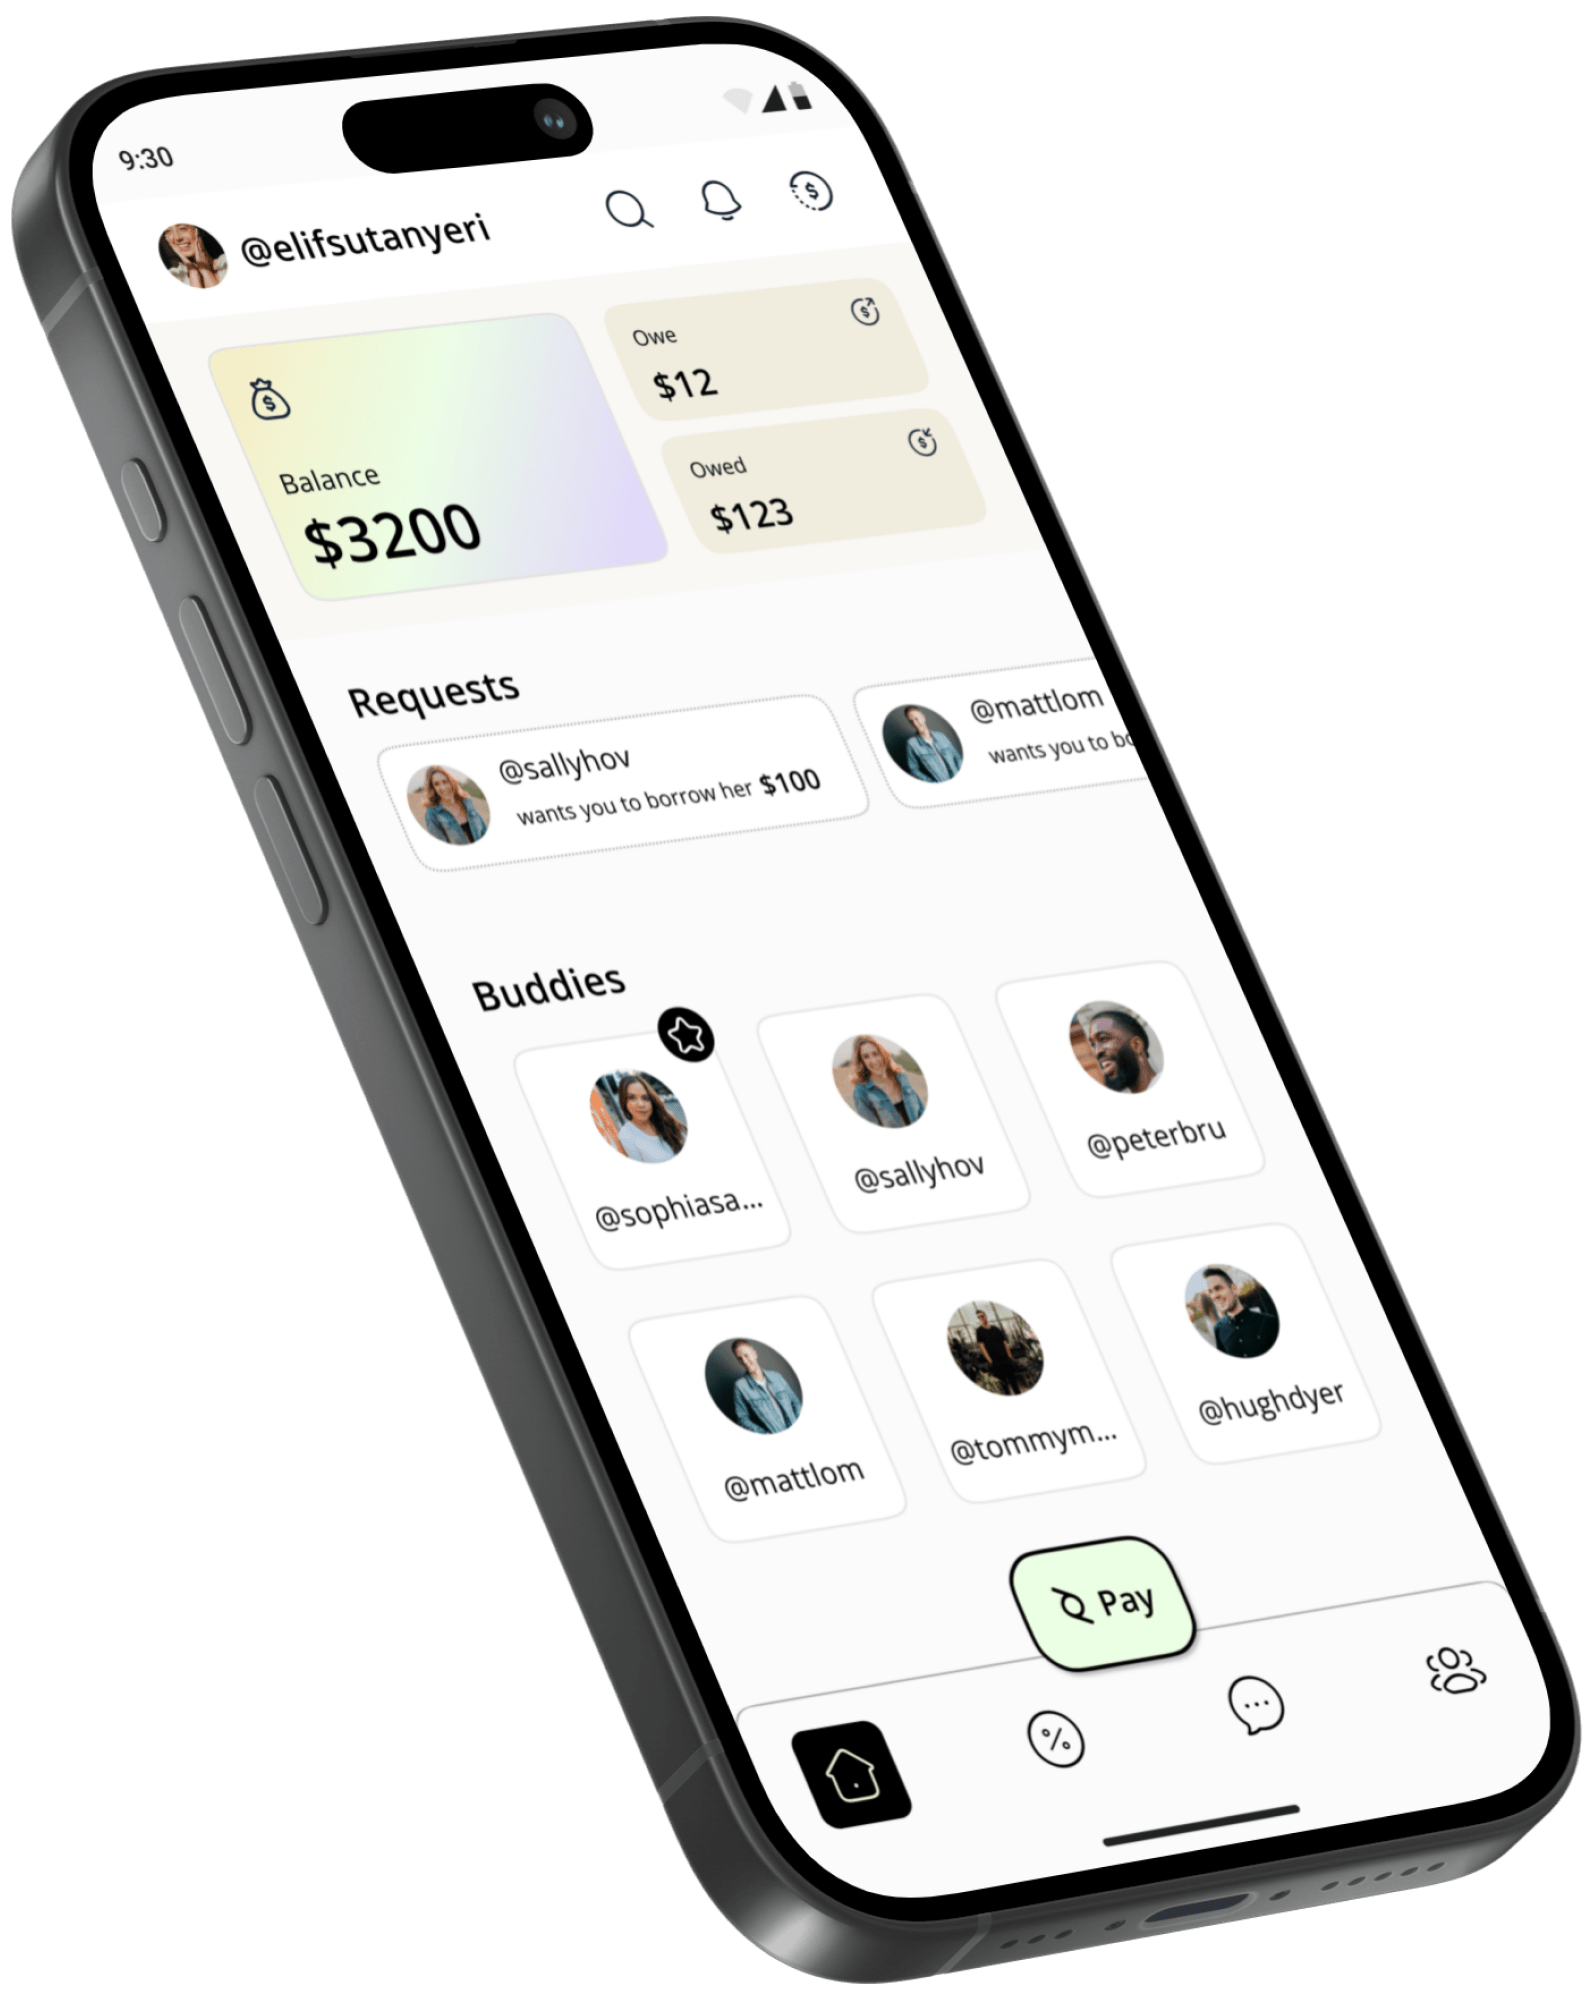 9:30
@elifsutanyeri
Balance
$3200
Owe
$12
Owed
$123
Requests
@sallyhov
wants you to borrow her $100
@mattlom
wants you to
Buddies
@sophiasa...
@sallyhov
@peterbru
@mattlom
@tommym...
@hughdyer
Pay